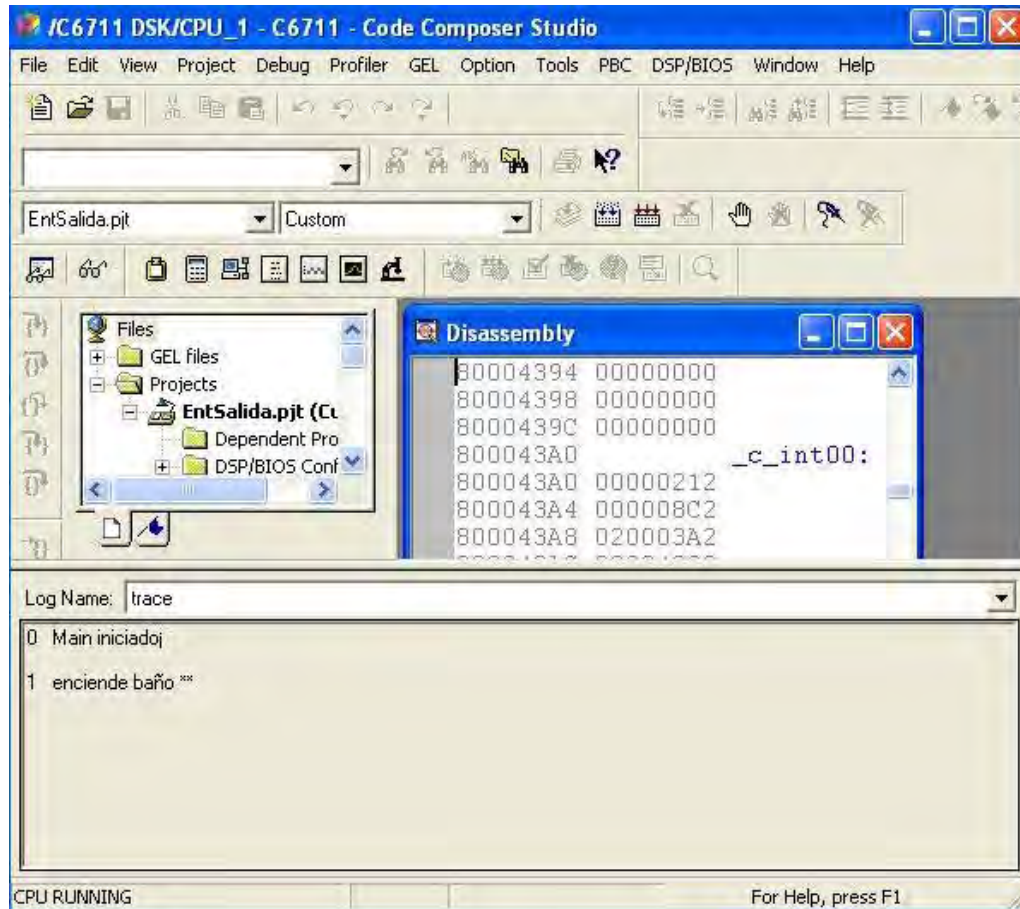 /C6711 DSK/CPU_1 - C6711 - Code Composer Studio
File Edit View Project Debug Profiler GEL Option Tools PBC DSP/BIOS Window Help
EntSalida.pjt Custom
Files
GEL files
Projects
EntSalida.pjt (Cu
Dependent Pro
DSP/BIOS Conf
Disassembly
80004394 00000000
80004398 00000000
8000439C 00000000
800043A0 _c_int00:
800043A0 00000212
800043A4 000008C2
800043A8 020003A2
Log Name: trace
0 Main iniciado¡
1 enciende baño **
CPU RUNNING For Help, press F1